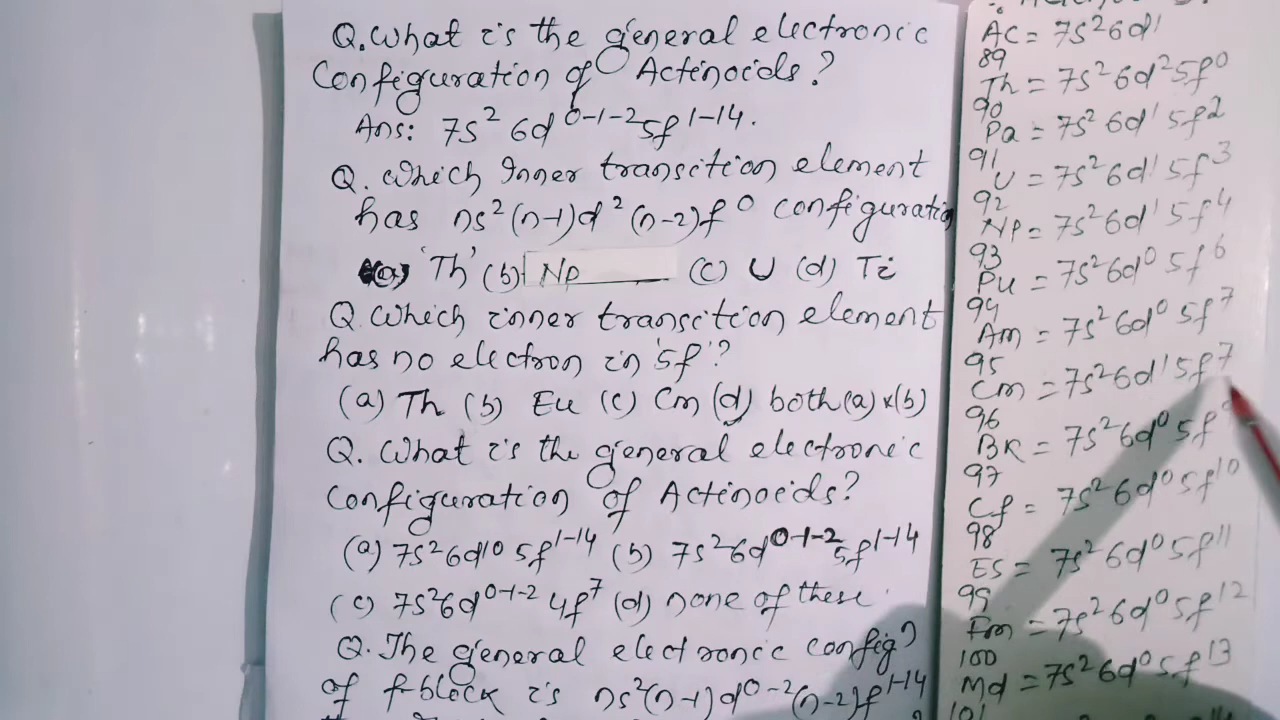 Q. What is the general electronic
Configuration of Actinoids?
Ans: 7s² 6d⁰⁻¹⁻² 5f¹⁻¹⁴.
Q. Which Inner transition element
has ns² (n-1)d² (n-2)f⁰ configuration
(a) 'Th' (b) Np (c) U (d) Ti
Q. Which inner transition element
has no electron in '5f'?
(a) Th (b) Eu (c) Cm (d) both (a) & (b)
Q. What is the general electronic
Configuration of Actinoids?
(a) 7s² 6d¹⁰ 5f¹⁻¹⁴ (b) 7s² 6d⁰⁻¹⁻² 5f¹⁻¹⁴
(c) 7s² 6d⁰⁻¹⁻² 4f⁷ (d) none of these
Q. The general electronic config?
of f-block is ns² (n-1)d⁰⁻² (n-2)f¹⁻¹⁴
AC = 7s² 6d¹
89
Th = 7s² 6d² 5f⁰
90
Pa = 7s² 6d¹ 5f²
91
U = 7s² 6d¹ 5f³
92
NP = 7s² 6d¹ 5f⁴
93
Pu = 7s² 6d⁰ 5f⁶
94
Am = 7s² 6d⁰ 5f⁷
95
Cm = 7s² 6d¹ 5f⁷
96
BK = 7s² 6d⁰ 5f
97
Cf = 7s² 6d⁰ 5f¹⁰
98
ES = 7s² 6d⁰ 5f¹¹
99
Fm = 7s² 6d⁰ 5f¹²
100
Md = 7s² 6d⁰ 5f¹³
101